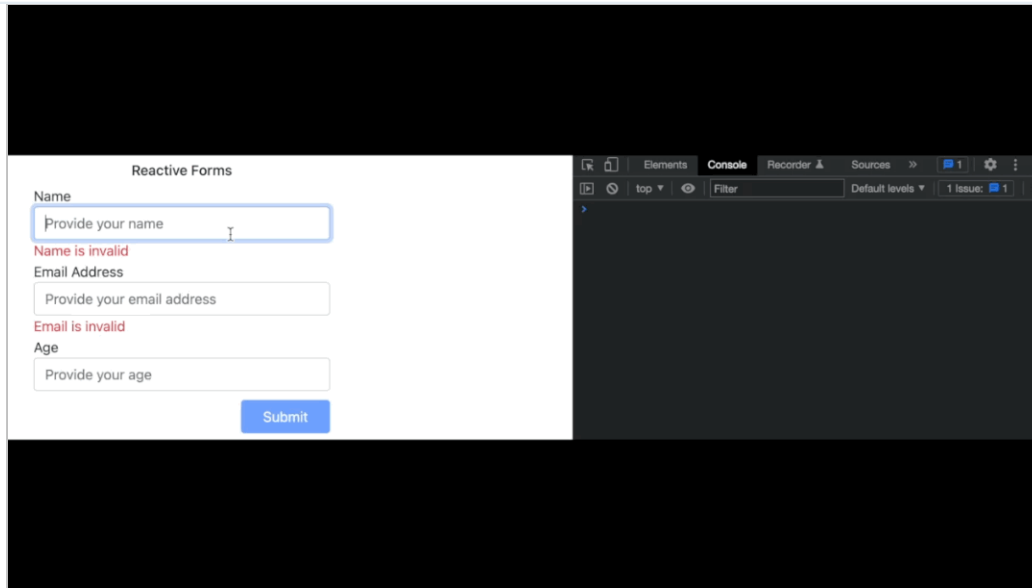 Reactive Forms
Name
Provide your name
Name is invalid
Email Address
Provide your email address
Email is invalid
Age
Provide your age
Submit
Elements Console Recorder Sources » 1
top Filter Default levels 1 Issue: 1